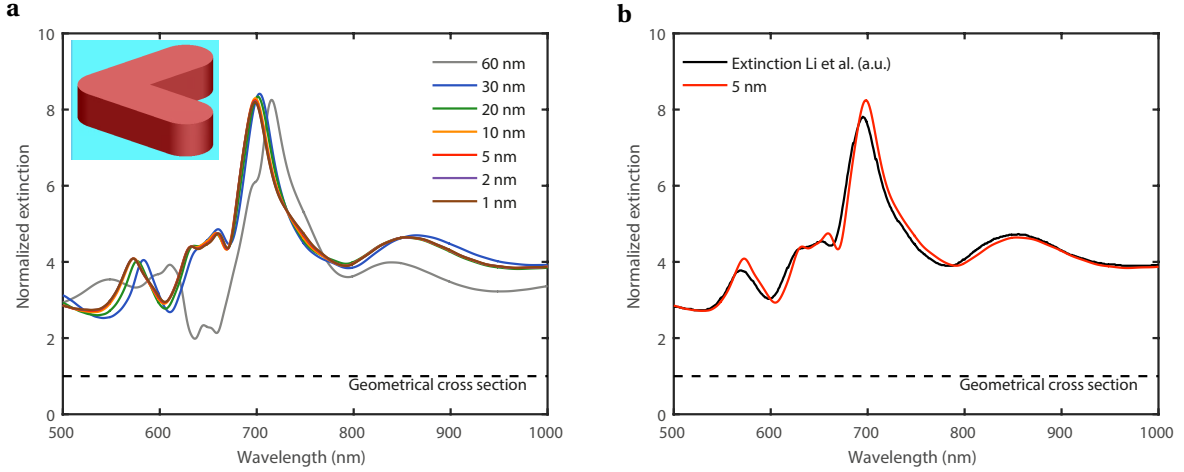 a
10
8
6
4
2
0
Normalized extinction
60 nm
30 nm
20 nm
10 nm
5 nm
2 nm
1 nm
Geometrical cross section
500
600
700
800
900
1000
Wavelength (nm)
b
10
8
6
4
2
0
Normalized extinction
Extinction Li et al. (a.u.)
5 nm
Geometrical cross section
500
600
700
800
900
1000
Wavelength (nm)